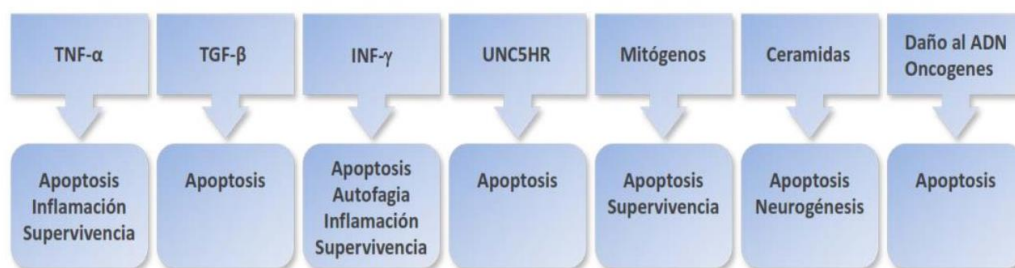 TNF-α
TGF-β
INF-γ
UNC5HR
Mitógenos
Ceramidas
Daño al ADN
Oncogenes
Apoptosis
Inflamación
Supervivencia
Apoptosis
Apoptosis
Autofagia
Inflamación
Supervivencia
Apoptosis
Apoptosis
Supervivencia
Apoptosis
Neurogénesis
Apoptosis